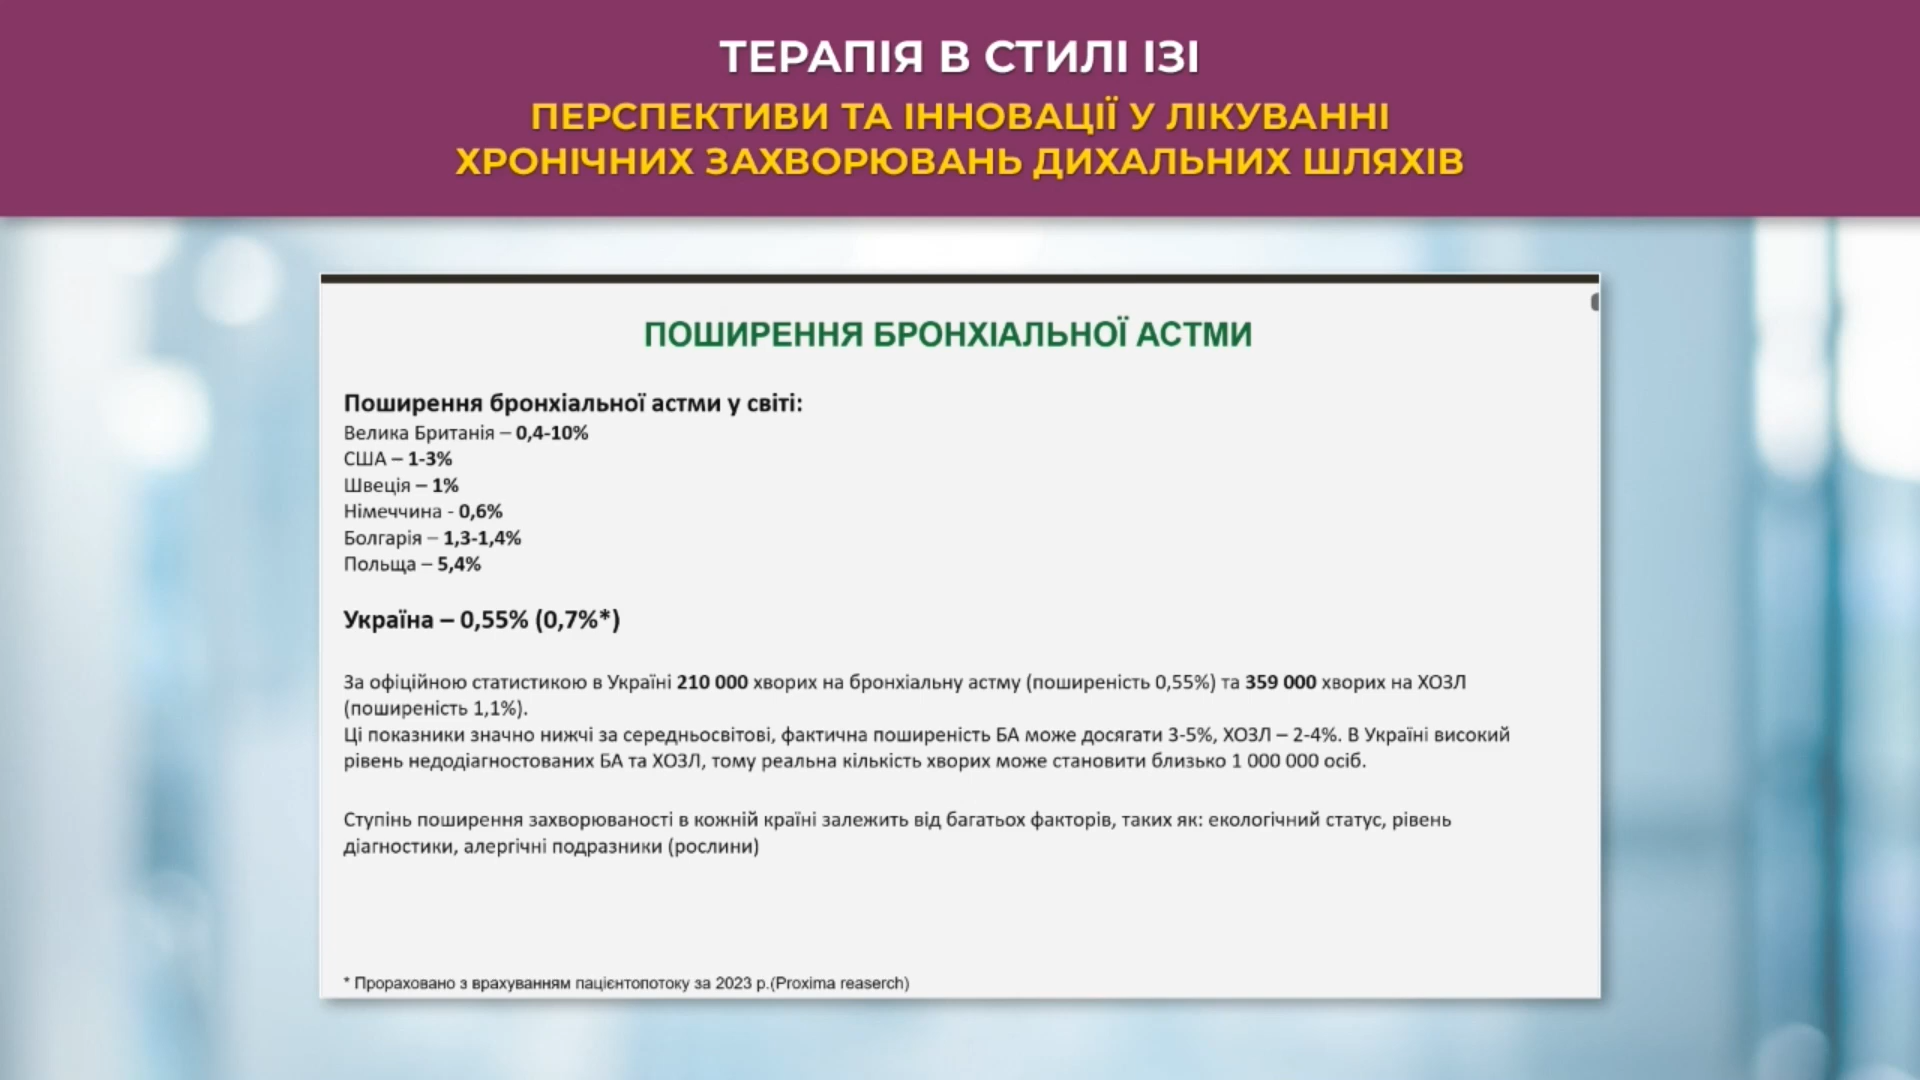 ТЕРАПІЯ В СТИЛІ ІЗІ
ПЕРСПЕКТИВИ ТА ІННОВАЦІЇ У ЛІКУВАННІ
ХРОНІЧНИХ ЗАХВОРЮВАНЬ ДИХАЛЬНИХ ШЛЯХІВ
ПОШИРЕННЯ БРОНХІАЛЬНОЇ АСТМИ
Поширення бронхіальної астми у світі:
Велика Британія – 0,4-10%
США – 1-3%
Швеція – 1%
Німеччина - 0,6%
Болгарія – 1,3-1,4%
Польща – 5,4%
Україна – 0,55% (0,7%*)
За офіційною статистикою в Україні 210 000 хворих на бронхіальну астму (поширеність 0,55%) та 359 000 хворих на ХОЗЛ
(поширеність 1,1%).
Ці показники значно нижчі за середньосвітові, фактична поширеність БА може досягати 3-5%, ХОЗЛ – 2-4%. В Україні високий
рівень недодіагностованих БА та ХОЗЛ, тому реальна кількість хворих може становити близько 1 000 000 осіб.
Ступінь поширення захворюваності в кожній країні залежить від багатьох факторів, таких як: екологічний статус, рівень
діагностики, алергічні подразники (рослини)
* Прораховано з врахуванням пацієнтопотоку за 2023 р.(Proxima reaserch)